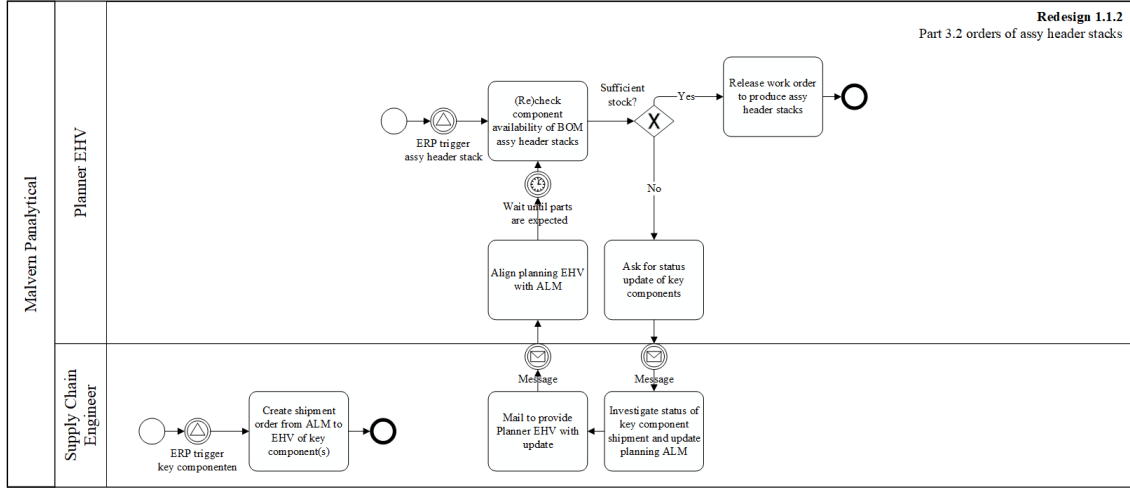 Redesign 1.1.2
Part 3.2 orders of assy header stacks
Malvern Panalytical
Planner EHV
ERP trigger
assy header stack
(Re)check
component
availability of BOM
assy header stacks
Sufficient
stock?
X
Yes
Release work order
to produce assy
header stacks
No
Wait until parts
are expected
Align planning EHV
with ALM
Ask for status
update of key
components
Supply Chain
Engineer
ERP trigger
key componenten
Create shipment
order from ALM to
EHV of key
component(s)
Message
Mail to provide
Planner EHV with
update
Message
Investigate status of
key component
shipment and update
planning ALM